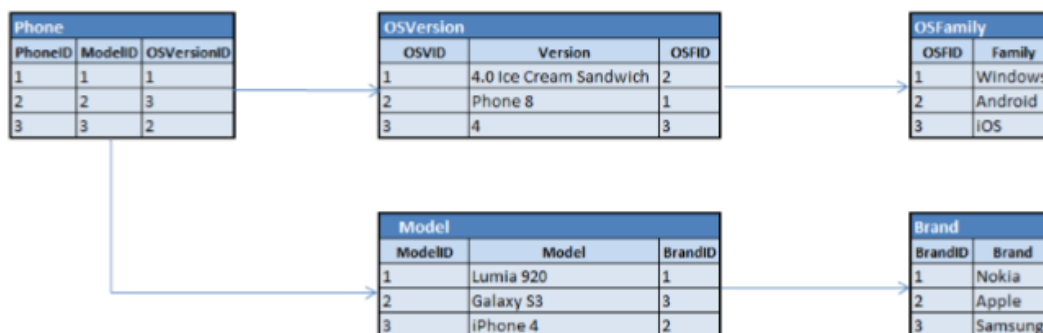 Phone
PhoneID ModelID OSVersionID
1 1 1
2 2 3
3 3 2
OSVersion
OSVID Version OSFID
1 4.0 Ice Cream Sandwich 2
2 Phone 8 1
3 4 3
OSFamily
OSFID Family
1 Windows
2 Android
3 iOS
Model
ModelID Model BrandID
1 Lumia 920 1
2 Galaxy S3 3
3 iPhone 4 2
Brand
BrandID Brand
1 Nokia
2 Apple
3 Samsung